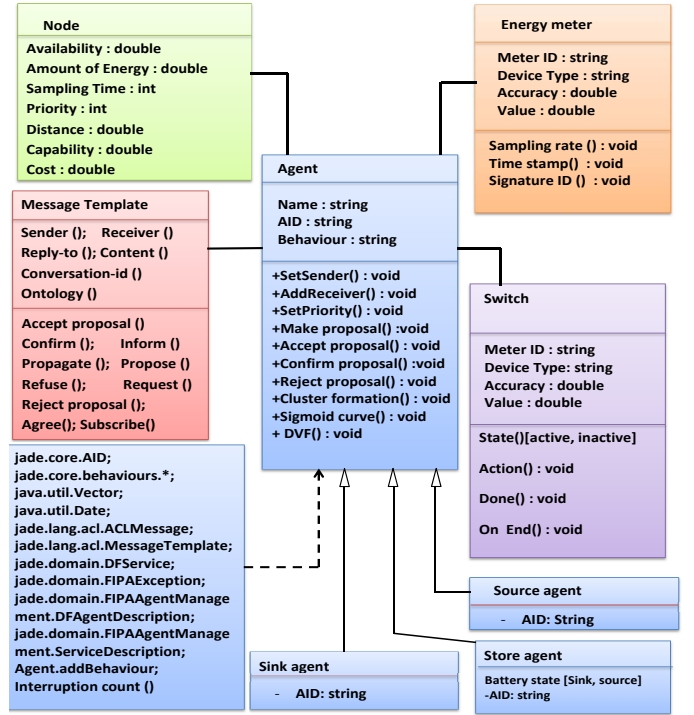 Node
Availability : double
Amount of Energy : double
Sampling Time : int
Priority : int
Distance : double
Capability : double
Cost : double
Energy meter
Meter ID : string
Device Type : string
Accuracy : double
Value : double
Sampling rate () : void
Time stamp() : void
Signature ID () : void
Agent
Name : string
AID : string
Behaviour : string
+SetSender() : void
+AddReceiver() : void
+SetPriority() : void
+Make proposal() :void
+Accept proposal() : void
+Confirm proposal() :void
+Reject proposal() : void
+Cluster formation() : void
+Sigmoid curve() : void
+ DVF() : void
Message Template
Sender (); Receiver ()
Reply-to (); Content ()
Conversation-id ()
Ontology ()
Accept proposal ()
Confirm (); Inform ()
Propagate (); Propose ()
Refuse (); Request ()
Reject proposal ();
Agree(); Subscribe()
Switch
Meter ID : string
Device Type: string
Accuracy : double
Value : double
State()[active, inactive]
Action() : void
Done() : void
On End() : void
jade.core.AID;
jade.core.behaviours.*;
java.util.Vector;
java.util.Date;
jade.lang.acl.ACLMessage;
jade.lang.acl.MessageTemplate;
jade.domain.DFService;
jade.domain.FIPAException;
jade.domain.FIPAAgentManage
ment.DFAgentDescription;
jade.domain.FIPAAgentManage
ment.ServiceDescription;
Agent.addBehaviour;
Interruption count ()
Source agent
- AID: String
Sink agent
- AID: string
Store agent
Battery state [Sink, source]
-AID: string